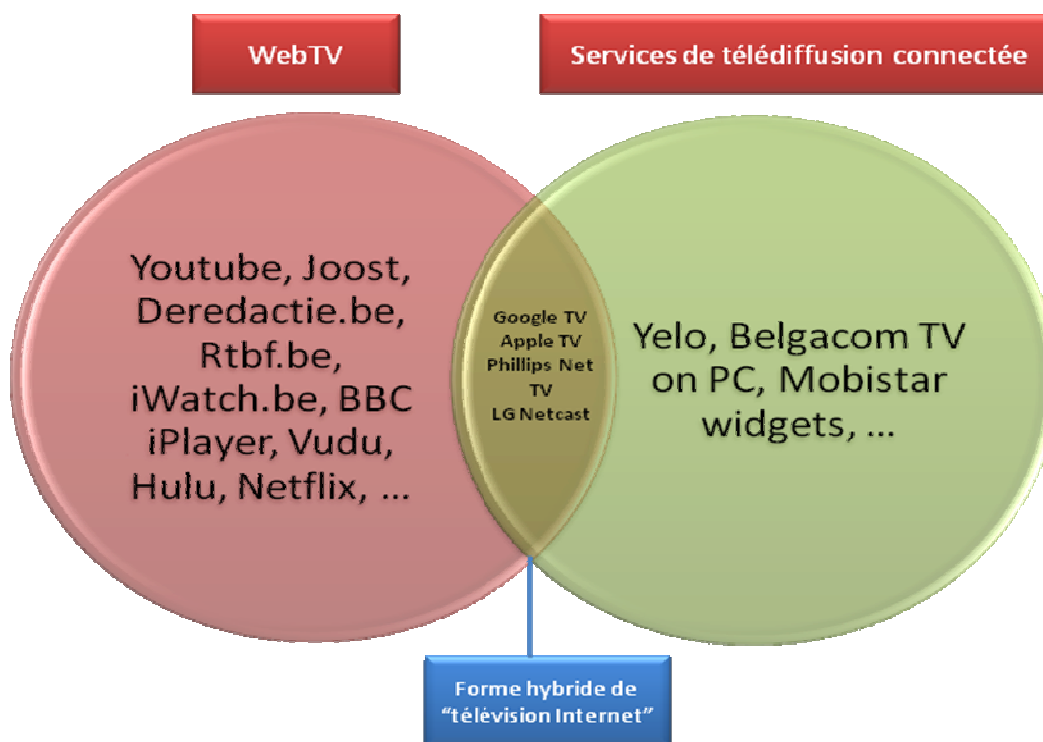 WebTV
Services de télédiffusion connectée
Youtube, Joost,
Deredactie.be,
Rtbf.be,
iWatch.be, BBC
iPlayer, Vudu,
Hulu, Netflix, ...
Google TV
Apple TV
Phillips Net
TV
LG Netcast
Yelo, Belgacom TV
on PC, Mobistar
widgets, ...
Forme hybride de
“télévision Internet”